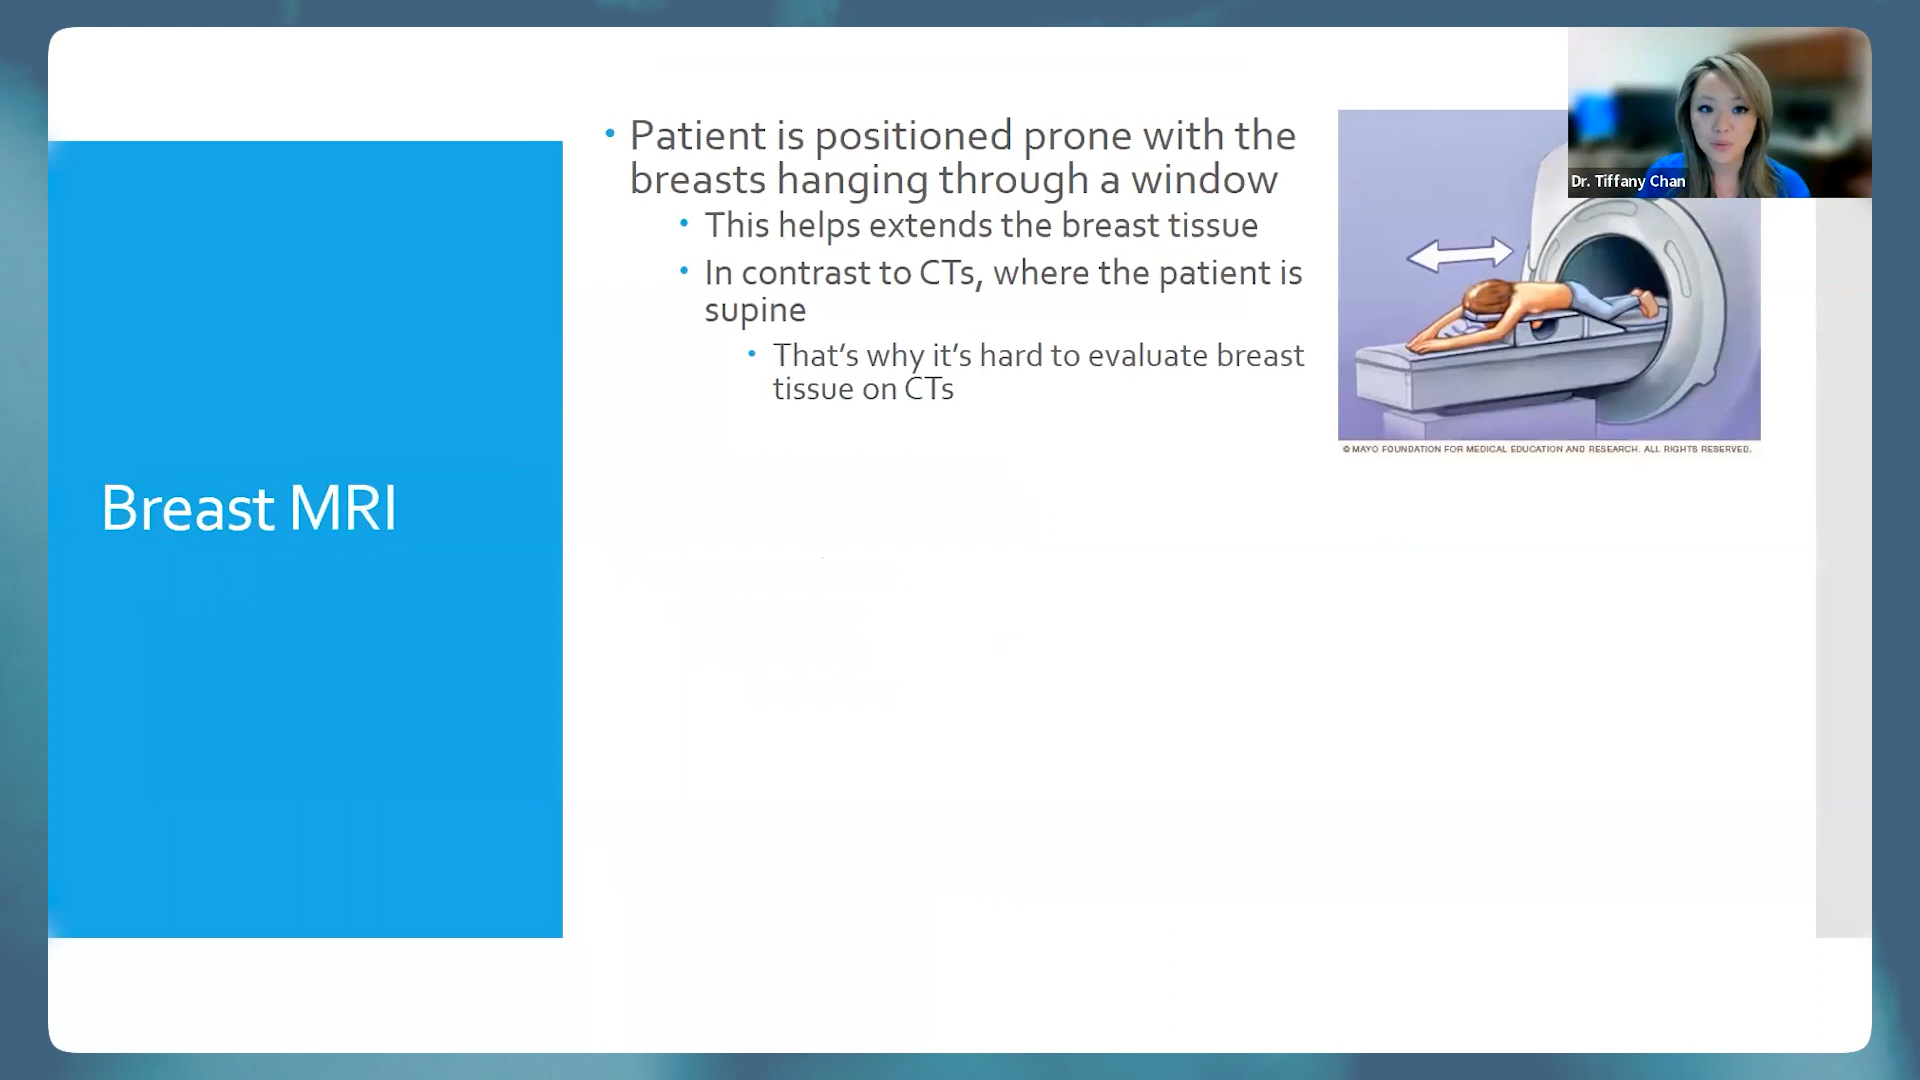 Breast MRI
• Patient is positioned prone with the
breasts hanging through a window
• This helps extends the breast tissue
• In contrast to CTs, where the patient is
supine
• That’s why it’s hard to evaluate breast
tissue on CTs
Dr. Tiffany Chan
© MAYO FOUNDATION FOR MEDICAL EDUCATION AND RESEARCH. ALL RIGHTS RESERVED.